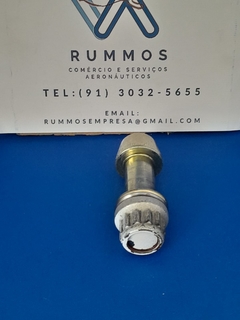 RUMMOS
COMÉRCIO E SERVIÇOS
AERONÁUTICOS
TEL:(91) 3032-5655
EMAIL:
RUMMOSEMPRESA@GMAIL.COM